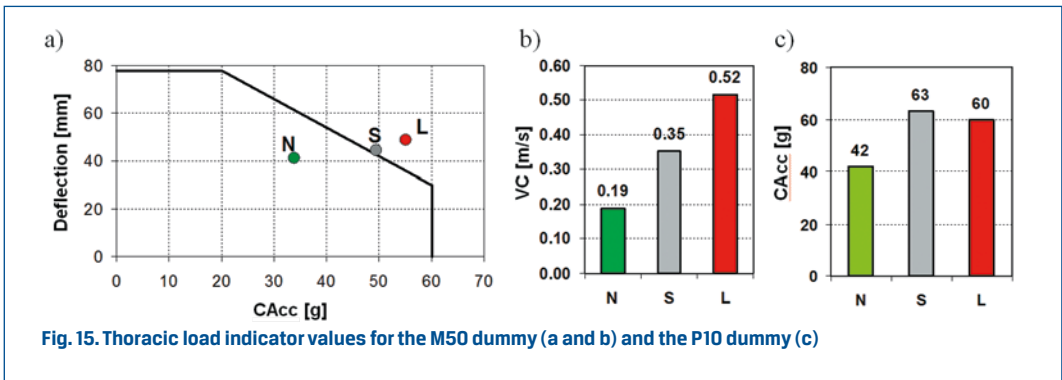 a)
Deflection [mm]
80
60
40
20
0
N
S
L
0 10 20 30 40 50 60 70
CAcc [g]
b)
VC [m/s]
0.60
0.50
0.40
0.30
0.20
0.10
0.00
0.19
0.35
0.52
N S L
c)
CAcc [g]
80
60
40
20
0
42
63
60
N S L
Fig. 15. Thoracic load indicator values for the M50 dummy (a and b) and the P10 dummy (c)